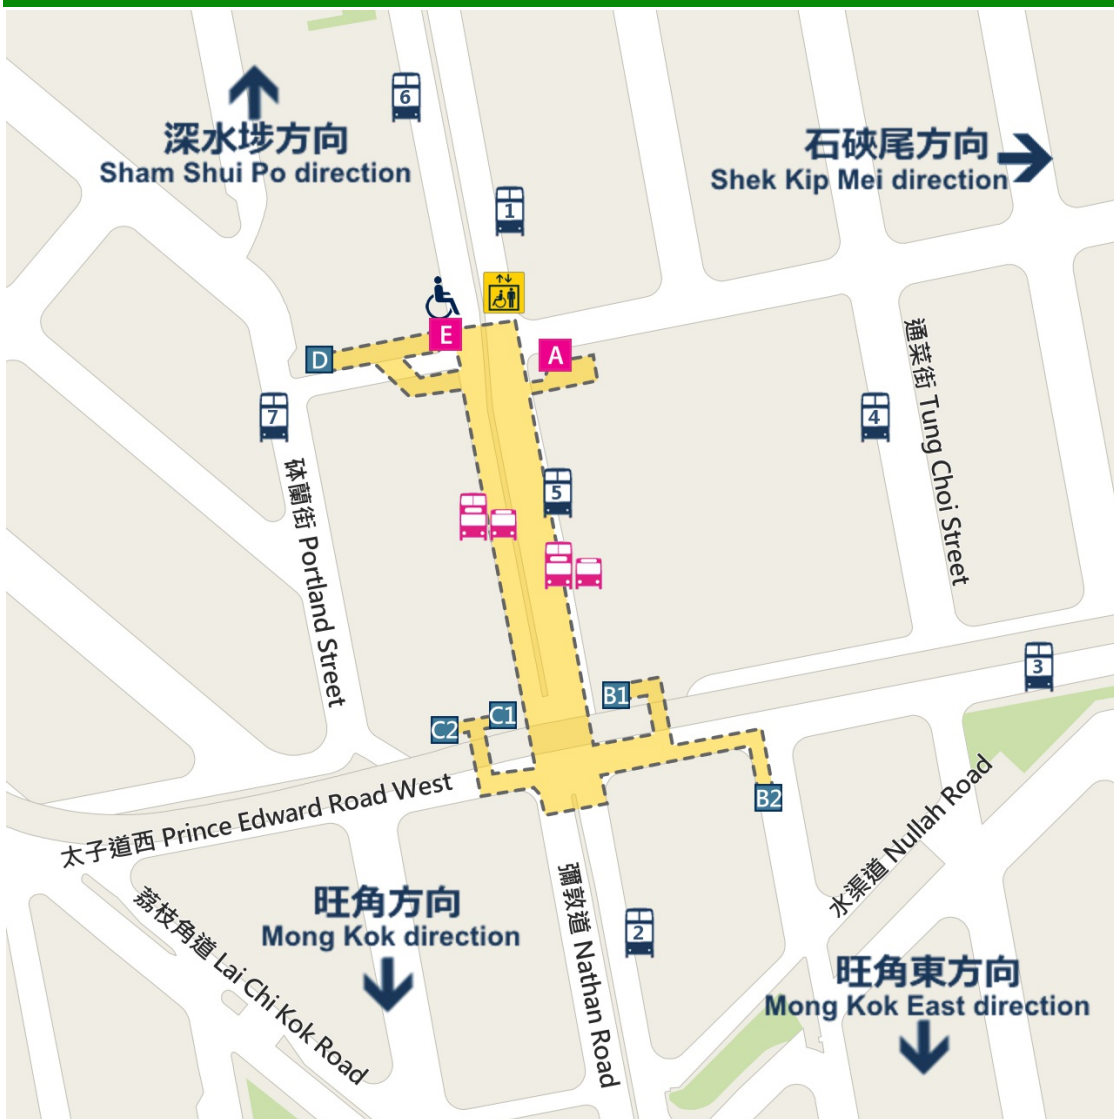 6
深水埗方向
Sham Shui Po direction
石硤尾方向
Shek Kip Mei direction
1
E
A
D
7
4
通菜街 Tung Choi Street
5
砵蘭街 Portland Street
3
B1
C1
C2
B2
太子道西 Prince Edward Road West
水渠道 Nullah Road
荔枝角道 Lai Chi Kok Road
旺角方向
Mong Kok direction
彌敦道 Nathan Road
2
旺角東方向
Mong Kok East direction